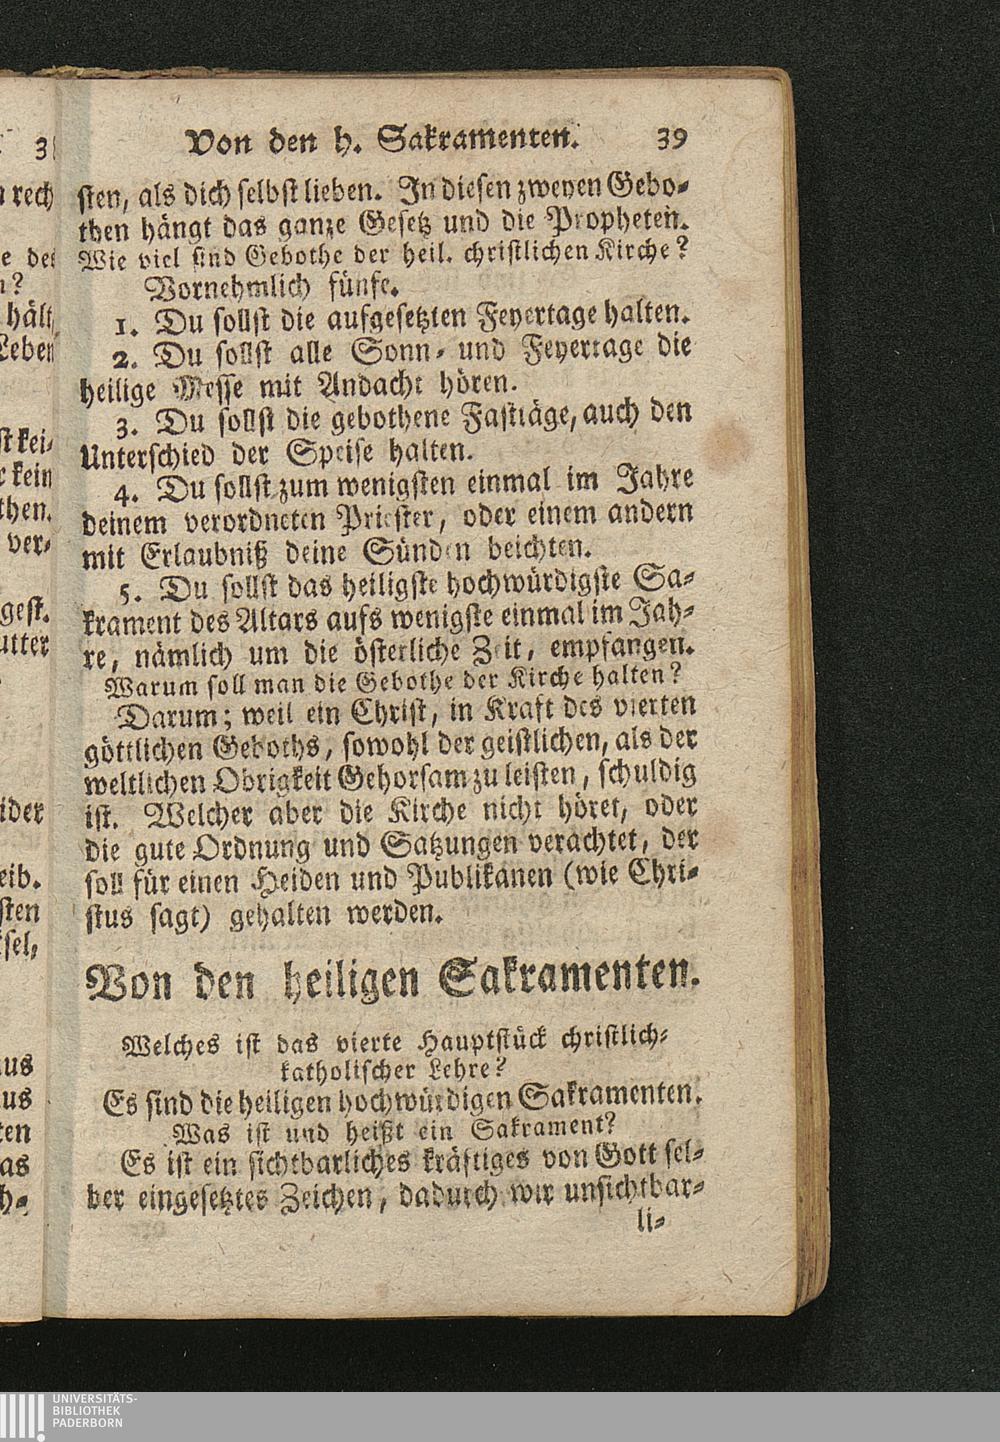 Von den h. Sakramenten. 39
sten, als dich selbst lieben. In diesen zweyen Gebo-
then hängt das ganze Gesetz und die Propheten.
Wie viel sind Gebothe der heil. christlichen Kirche?
Vornehmlich fünfe.
1. Du sollst die aufgesetzten Feyertage halten.
2. Du sollst alle Sonn- und Feyertage die
heilige Messe mit Andacht hören.
3. Du sollst die gebothene Fasttäge, auch den
Unterschied der Speise halten.
4. Du sollst zum wenigsten einmal im Jahre
deinem verordneten Priester, oder einem andern
mit Erlaubniß deine Sünden beichten.
5. Du sollst das heiligste hochwürdigste Sa-
krament des Altars aufs wenigste einmal im Jah-
re, nämlich um die österliche Zeit, empfangen.
Warum soll man die Gebothe der Kirche halten?
Darum; weil ein Christ, in Kraft des vierten
göttlichen Geboths, sowohl der geistlichen, als der
weltlichen Obrigkeit Gehorsam zu leisten, schuldig
ist. Welcher aber die Kirche nicht höret, oder
die gute Ordnung und Satzungen verachtet, der
soll für einen Heiden und Publikanen (wie Chri-
stus sagt) gehalten werden.
Von den heiligen Sakramenten.
Welches ist das vierte Hauptstück christlich-
katholischer Lehre?
Es sind die heiligen hochwürdigen Sakramenten.
Was ist und heißt ein Sakrament?
Es ist ein sichtbarliches kräftiges von Gott sel-
ber eingesetztes Zeichen, dadurch wir unsichtbar-
li-
UNIVERSITÄTS-
BIBLIOTHEK
PADERBORN